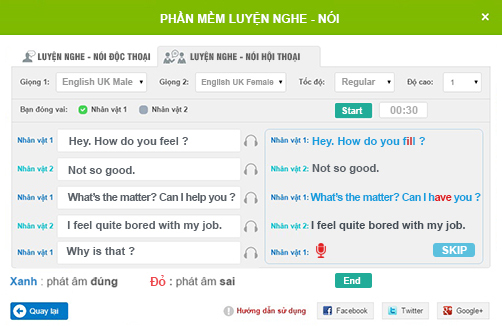 PHẦN MỀM LUYỆN NGHE - NÓI ×
LUYỆN NGHE - NÓI ĐỘC THOẠI LUYỆN NGHE - NÓI HỘI THOẠI
Giọng 1: English UK Male Giọng 2: English UK Female Tốc độ: Regular Độ cao: 1
Bạn đóng vai: Nhân vật 1 Nhân vật 2 Start 00:30
Nhân vật 1 Hey. How do you feel ? Nhân vật 1: Hey. How do you fill ?
Nhân vật 2 Not so good. Nhân vật 2: Not so good.
Nhân vật 1 What's the matter? Can I help you ? Nhân vật 1: What's the matter? Can I have you ?
Nhân vật 2 I feel quite bored with my job. Nhân vật 2: I feel quite bored with my job.
Nhân vật 1 Why is that ? Nhân vật 1: SKIP
Xanh : phát âm đúng Đỏ : phát âm sai End
Quay lại Hướng dẫn sử dụng Facebook Twitter Google+